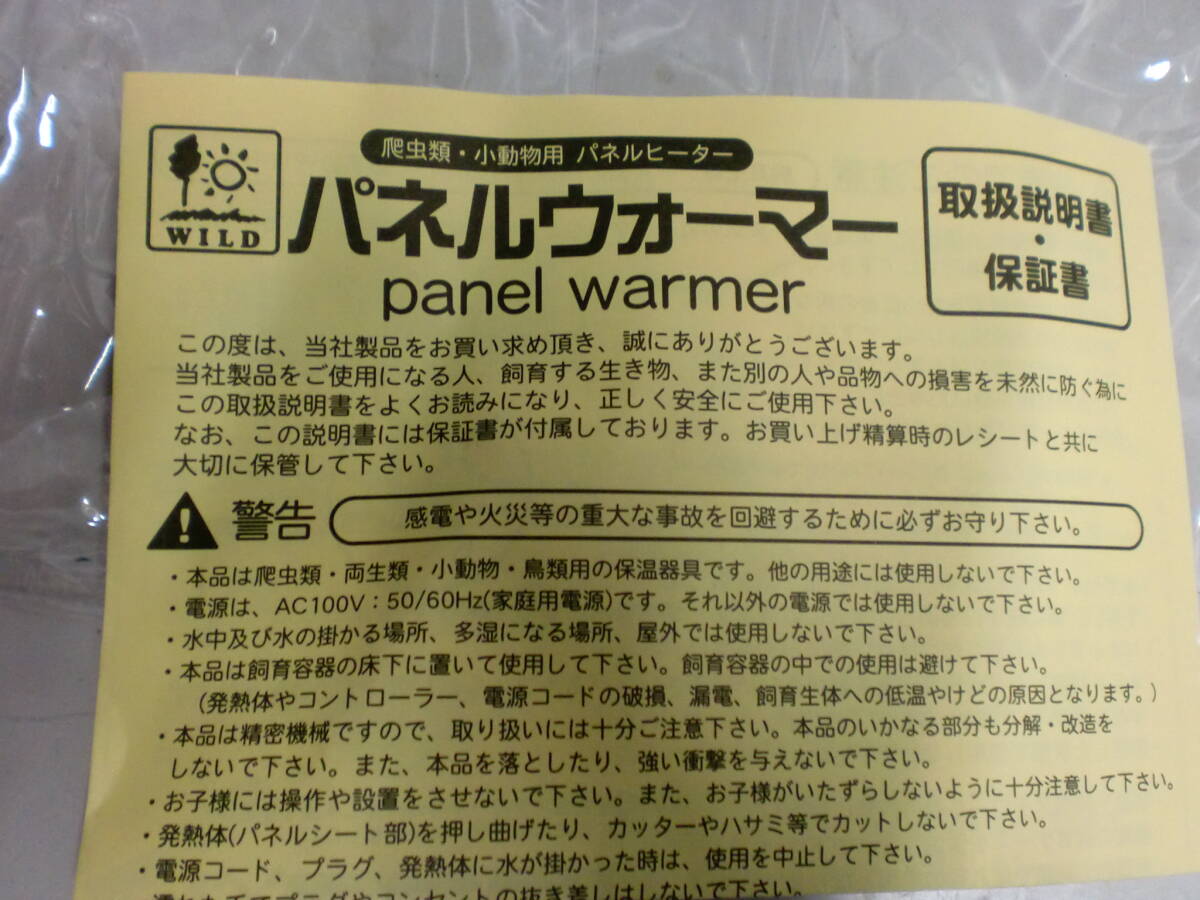 爬虫類・小動物用 パネルヒーター
WILD
パネルウォーマー
panel warmer
取扱説明書
・
保証書
この度は、当社製品をお買い求め頂き、誠にありがとうございます。
当社製品をご使用になる人、飼育する生き物、また別の人や品物への損害を未然に防ぐ為に
この取扱説明書をよくお読みになり、正しく安全にご使用下さい。
なお、この説明書には保証書が付属しております。お買い上げ精算時のレシートと共に
大切に保管して下さい。
警告
感電や火災等の重大な事故を回避するために必ずお守り下さい。
・本品は爬虫類・両生類・小動物・鳥類用の保温器具です。他の用途には使用しないで下さい。
・電源は、AC100V：50/60Hz(家庭用電源)です。それ以外の電源では使用しないで下さい。
・水中及び水の掛かる場所、多湿になる場所、屋外では使用しないで下さい。
・本品は飼育容器の床下に置いて使用して下さい。飼育容器の中での使用は避けて下さい。
(発熱体やコントローラー、電源コードの破損、漏電、飼育生体への低温やけどの原因となります。)
・本品は精密機械ですので、取り扱いには十分ご注意下さい。本品のいかなる部分も分解・改造を
しないで下さい。また、本品を落としたり、強い衝撃を与えないで下さい。
・お子様には操作や設置をさせないで下さい。また、お子様がいたずらしないように十分注意して下さい。
・発熱体(パネルシート部)を押し曲げたり、カッターやハサミ等でカットしないで下さい。
・電源コード、プラグ、発熱体に水が掛かった時は、使用を中止して下さい。
・濡れた手でプラグやコンセントの抜き差しはしないで下さい。